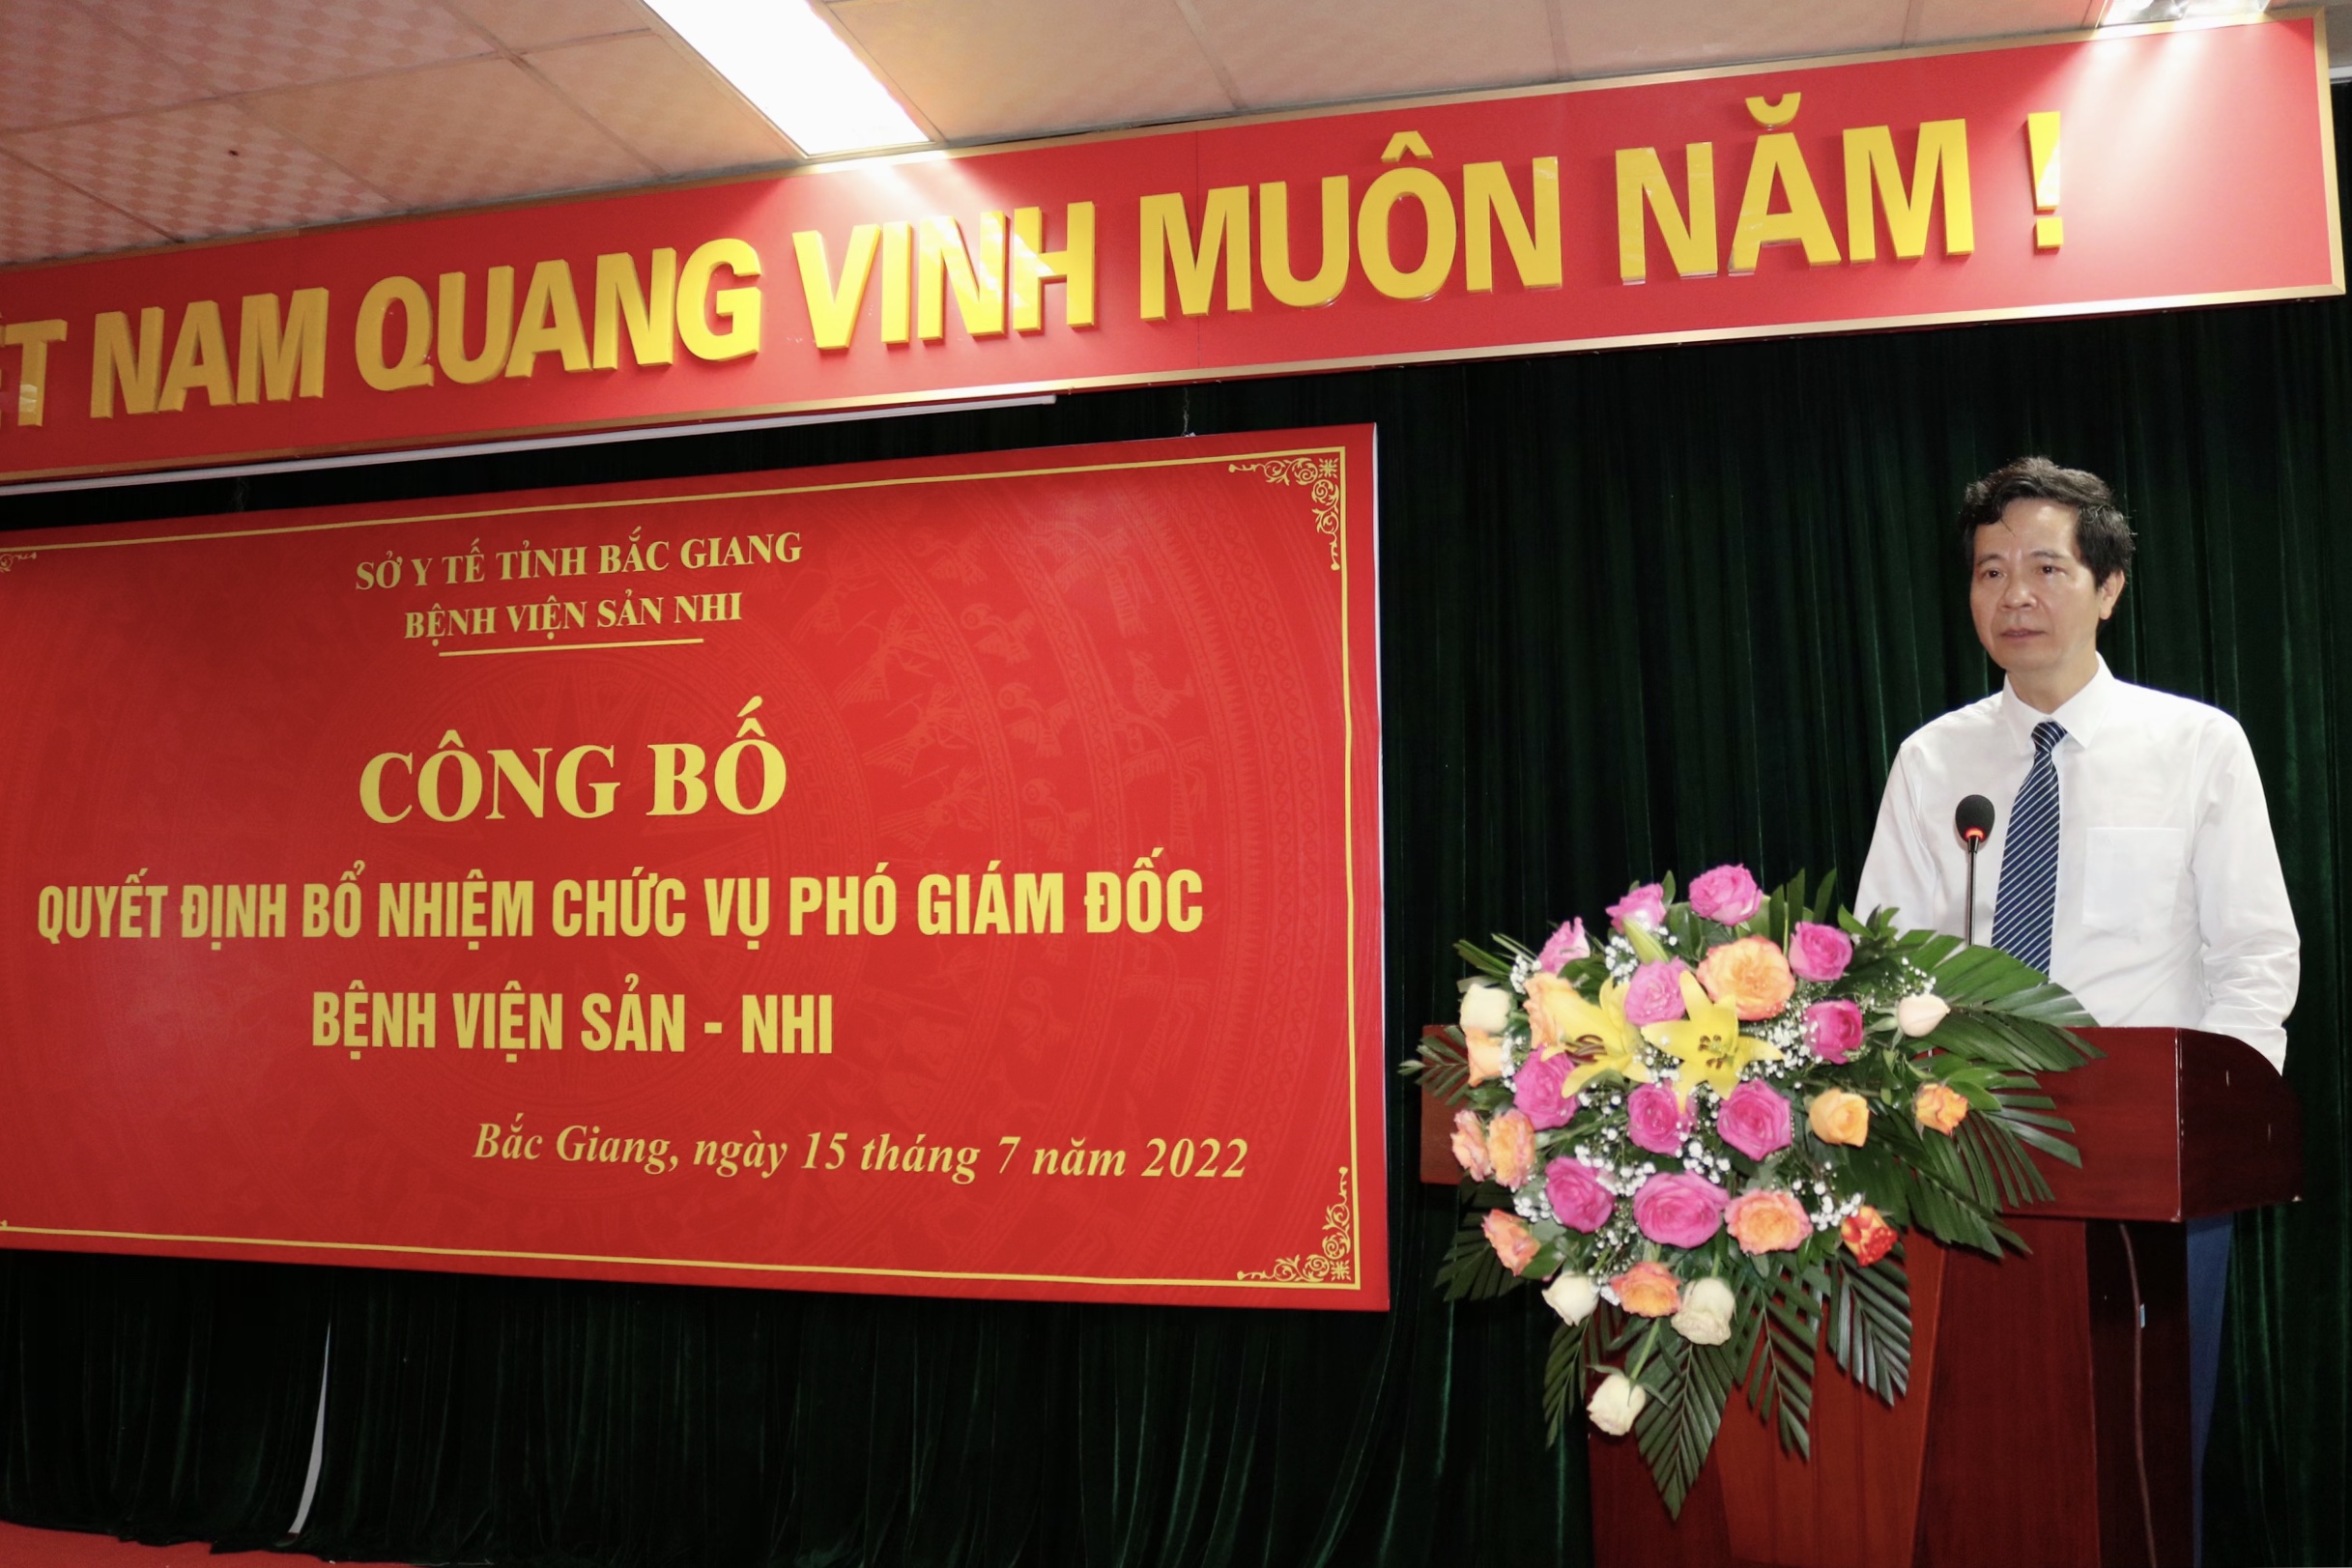 NAM QUANG VINH MUÔN NĂM !
SỞ Y TẾ TỈNH BẮC GIANG
BỆNH VIỆN SẢN NHI
CÔNG BỐ
QUYẾT ĐỊNH BỔ NHIỆM CHỨC VỤ PHÓ GIÁM ĐỐC
BỆNH VIỆN SẢN - NHI
Bắc Giang, ngày 15 tháng 7 năm 2022